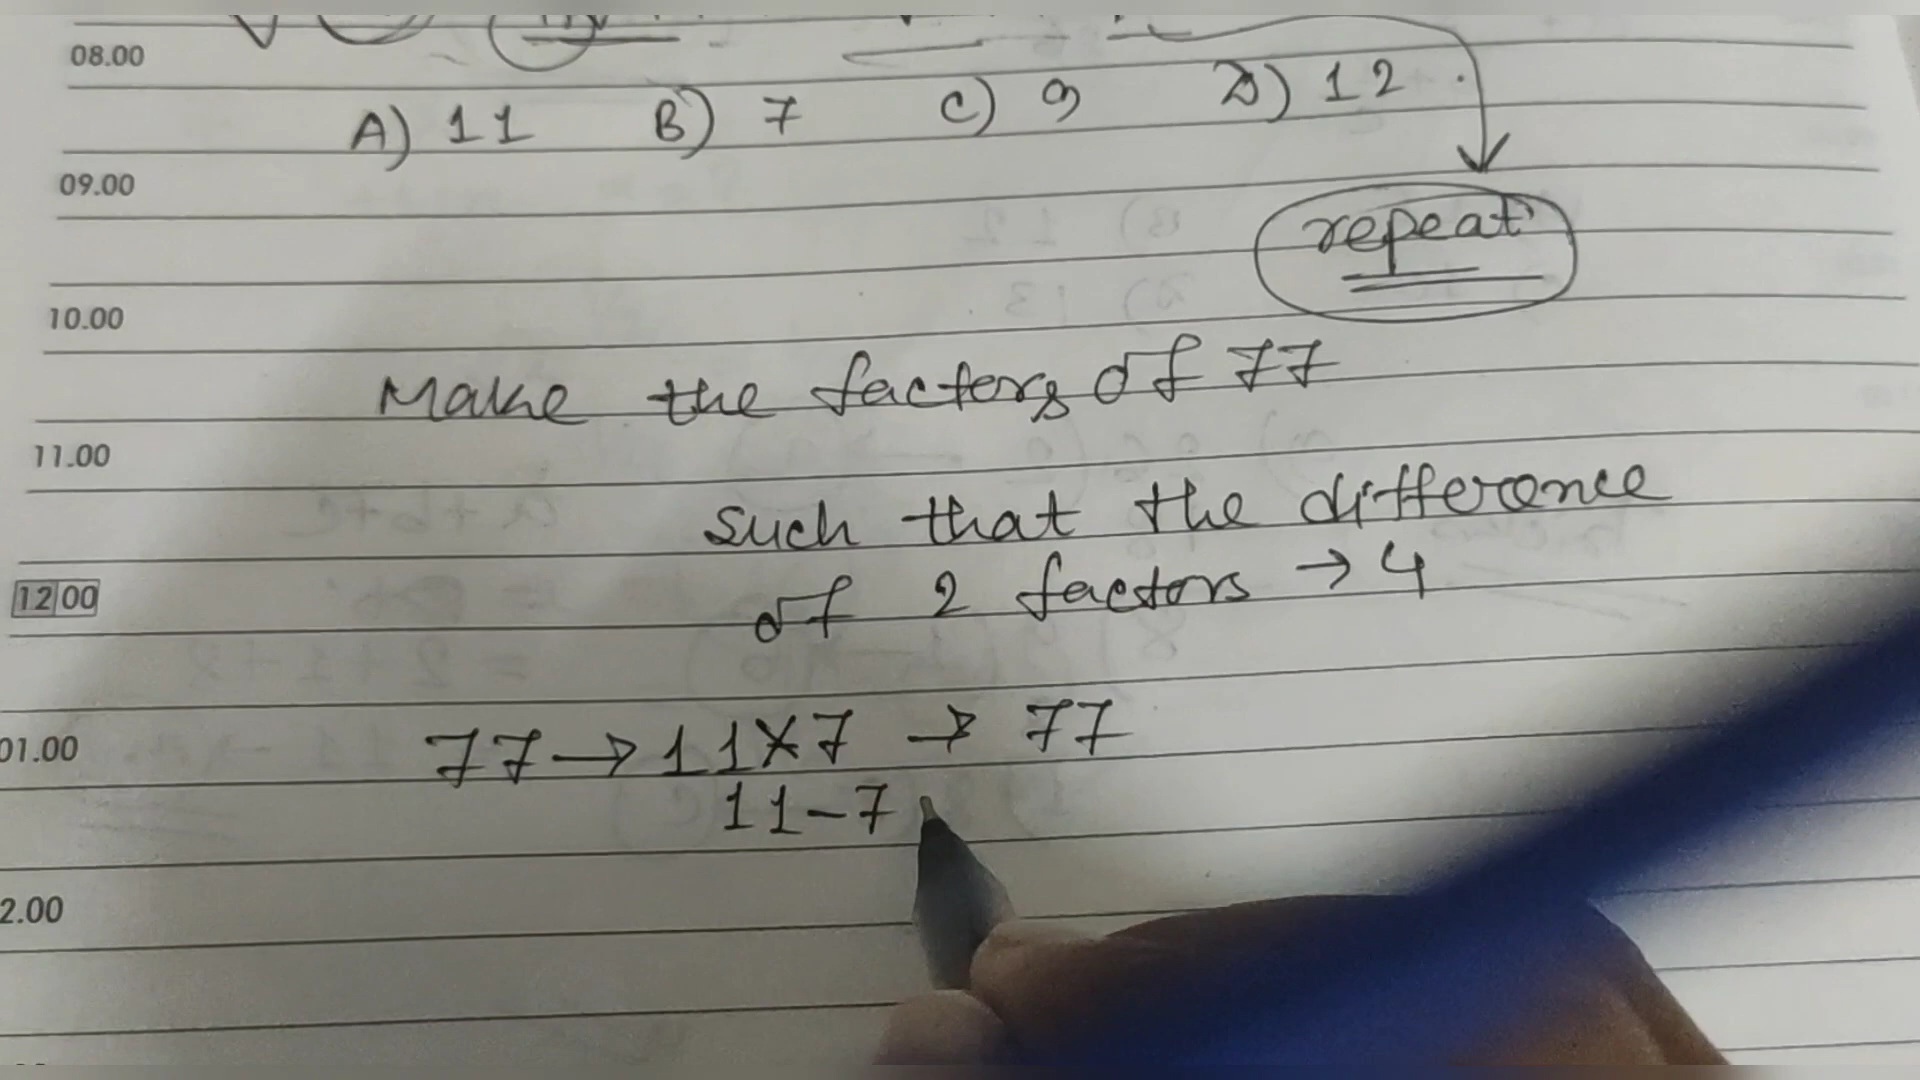 08.00
A) 11 B) 7 C) 9 D) 12
09.00
repeat
10.00
Make the factors of 77
11.00
such that the difference
12 00
of 2 factors → 4
01.00
77 → 11×7 → 77
11-7
2.00